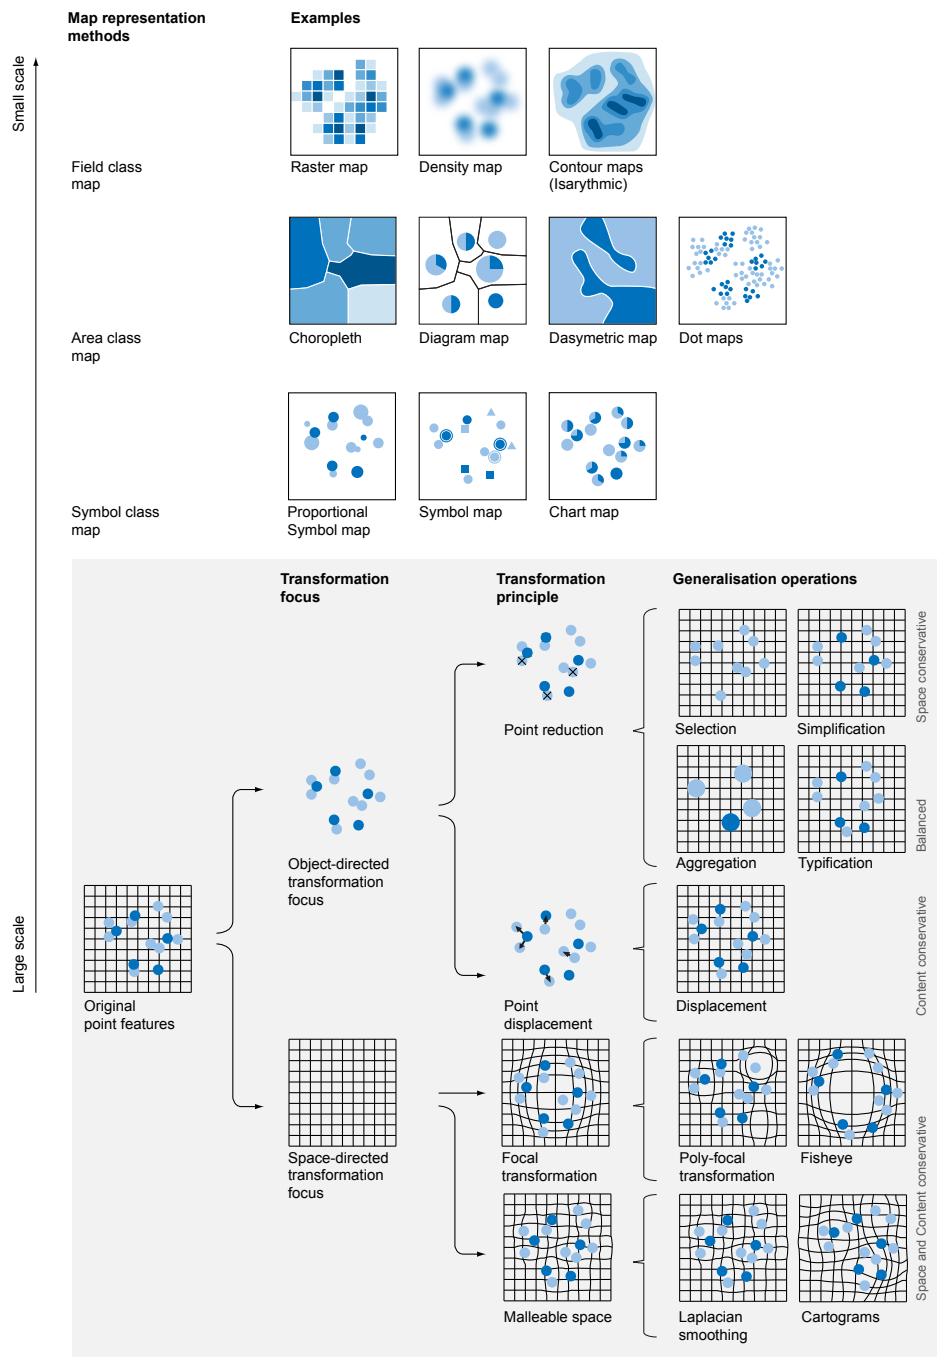 Map representation
methods
Examples
Small scale
Field class
map
Raster map
Density map
Contour maps
(Isarythmic)
Area class
map
Choropleth
Diagram map
Dasymetric map
Dot maps
Symbol class
map
Proportional
Symbol map
Symbol map
Chart map
Transformation
focus
Transformation
principle
Generalisation operations
Point reduction
Selection
Simplification
Space conservative
Object-directed
transformation
focus
Aggregation
Typification
Balanced
Large scale
Original
point features
Point
displacement
Displacement
Content conservative
Space-directed
transformation
focus
Focal
transformation
Poly-focal
transformation
Fisheye
Malleable space
Laplacian
smoothing
Cartograms
Space and Content conservative